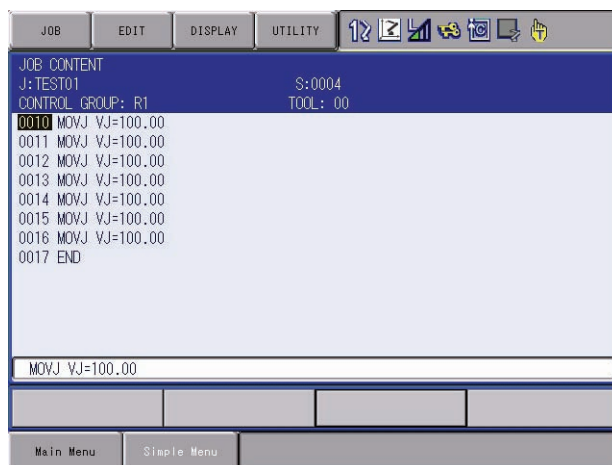 JOB EDIT DISPLAY UTILITY
JOB CONTENT
J:TEST01 S:0004
CONTROL GROUP: R1 TOOL: 00
0010 MOVJ VJ=100.00
0011 MOVJ VJ=100.00
0012 MOVJ VJ=100.00
0013 MOVJ VJ=100.00
0014 MOVJ VJ=100.00
0015 MOVJ VJ=100.00
0016 MOVJ VJ=100.00
0017 END
MOVJ VJ=100.00
Main Menu Simple Menu